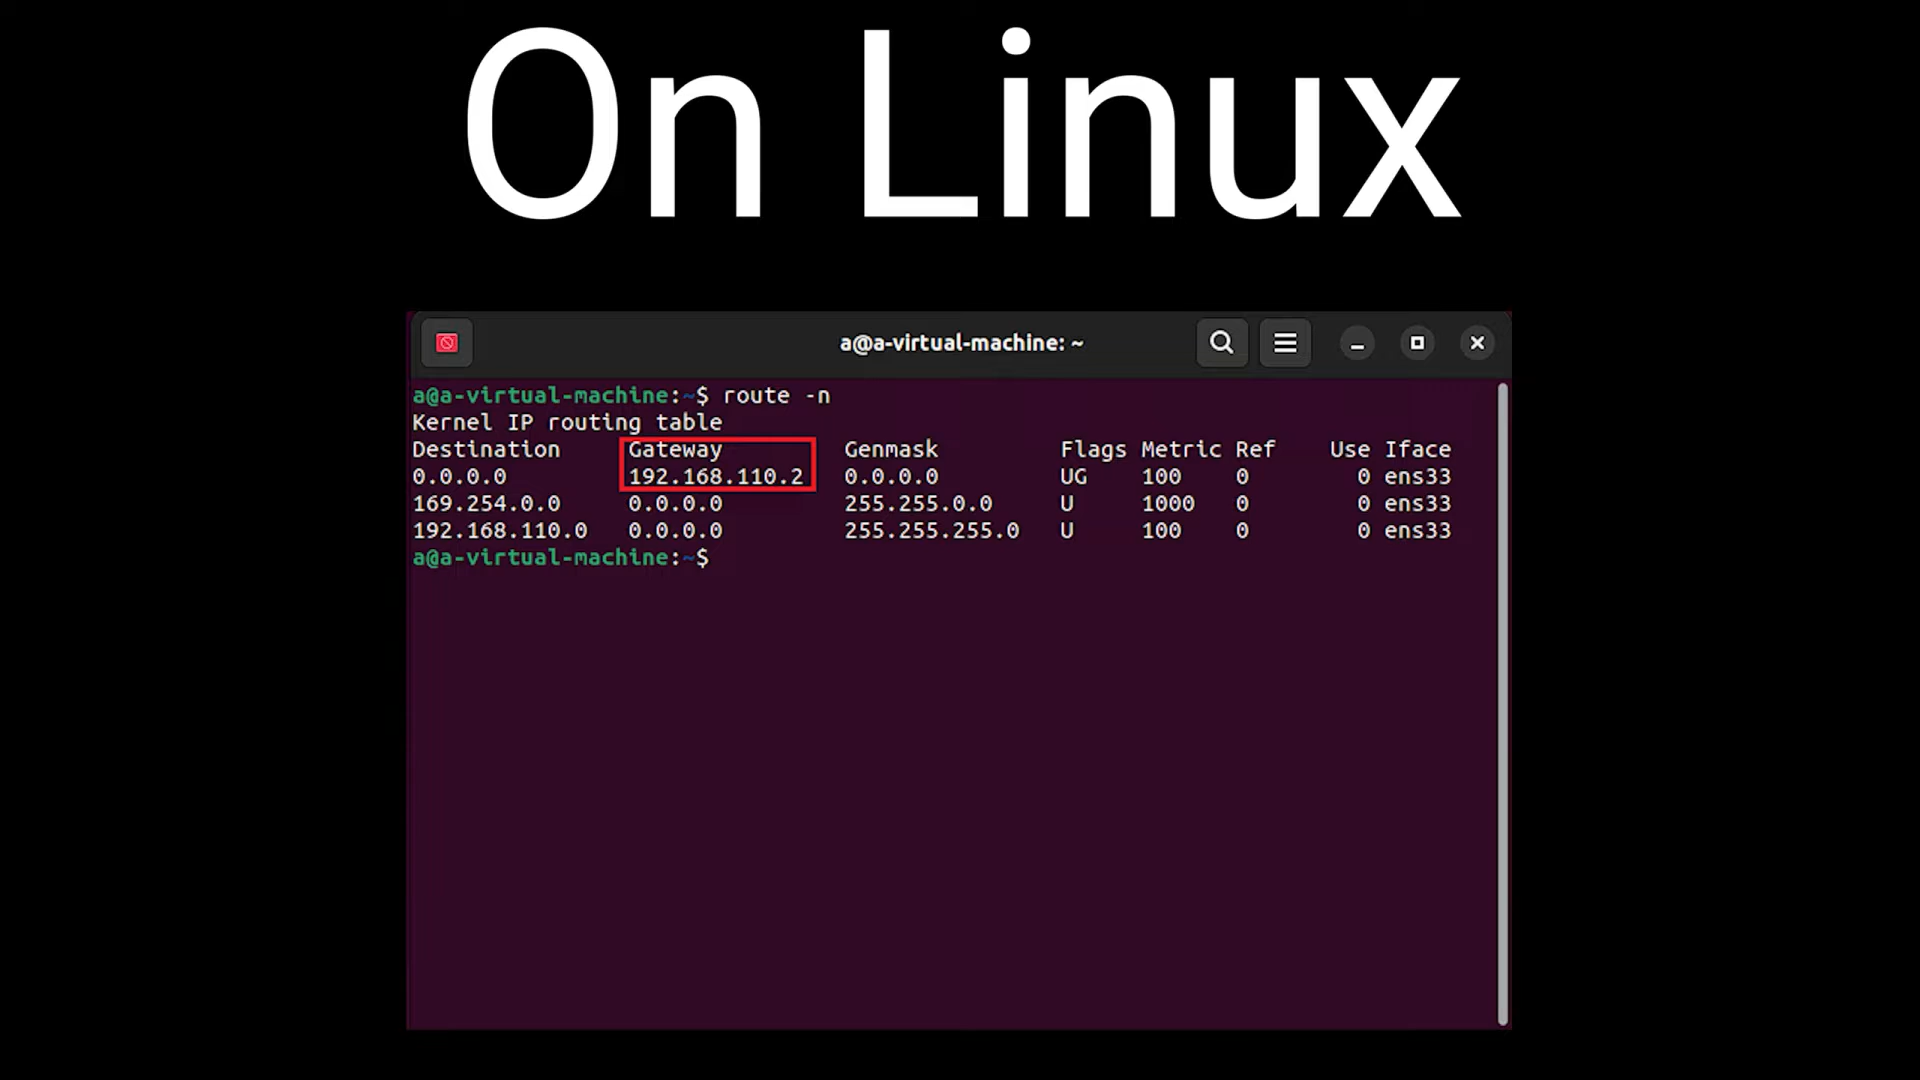 On Linux
a@a-virtual-machine: ~
a@a-virtual-machine:~$ route -n
Kernel IP routing table
Destination Gateway Genmask Flags Metric Ref Use Iface
0.0.0.0 192.168.110.2 0.0.0.0 UG 100 0 0 ens33
169.254.0.0 0.0.0.0 255.255.0.0 U 1000 0 0 ens33
192.168.110.0 0.0.0.0 255.255.255.0 U 100 0 0 ens33
a@a-virtual-machine:~$